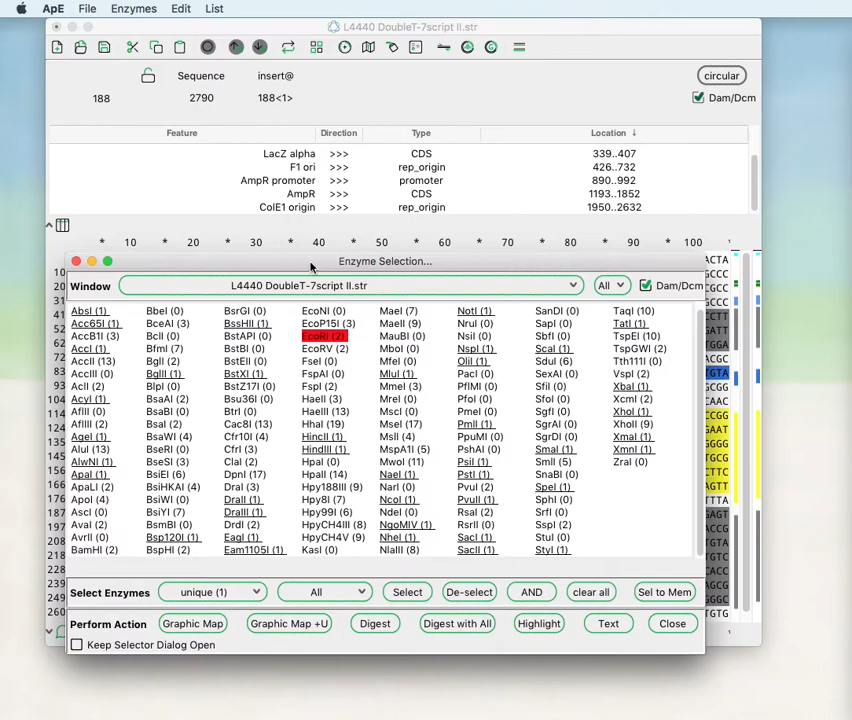 ApE File Enzymes Edit List
L4440 DoubleT-7script II.str
Sequence insert@ circular
188 2790 188<1> Dam/Dcm
Feature Direction Type Location ↓
LacZ alpha >>> CDS 339..407
F1 ori >>> rep_origin 426..732
AmpR promoter >>> promoter 890..992
AmpR >>> CDS 1193..1852
ColE1 origin >>> rep_origin 1950..2632
* 10 * 20 * 30 * 40 * 50 * 60 * 70 * 80 * 90 * 100
Enzyme Selection...
Window L4440 DoubleT-7script II.str All Dam/Dcm
AbsI (1) BbeI (0) BsrGI (0) EcoNI (0) MaeI (7) NotI (1) SanDI (0) TaqI (10)
Acc65I (1) BceAI (3) BssHII (1) EcoP15I (3) MaeII (9) NruI (0) SapI (0) TatI (1)
AccB1I (3) BclI (0) BstAPI (0) EcoRI (2) MauBI (0) NsiI (0) SbfI (0) TspEI (10)
AccI (1) BfmI (7) BstBI (0) EcoRV (2) MboI (0) NspI (1) ScaI (1) TspGWI (2)
AccII (13) BglI (2) BstEII (0) FseI (0) MfeI (0) OliI (1) SduI (6) Tth111I (0)
AccIII (0) BglII (1) BstXI (1) FspAI (0) MluI (1) PacI (0) SexAI (0) VspI (2)
AcyI (1) BlpI (0) BstZ17I (0) FspI (2) MmeI (3) PflMI (0) SfiI (0) XbaI (1)
AclI (2) BsaAI (2) Bsu36I (0) HaeII (3) MreI (0) PfoI (0) SfoI (0) XcmI (2)
AflII (0) BsaBI (0) BtrI (0) HaeIII (13) MscI (0) PmeI (0) SgfI (0) XhoI (1)
AflIII (2) BsaI (2) Cac8I (13) HhaI (19) MseI (17) PmlI (1) SgrAI (0) XhoII (9)
AgeI (1) BsaWI (4) Cfr10I (4) HincII (1) MslI (4) PpuMI (0) SgrDI (0) XmaI (1)
AluI (13) BseRI (0) CfrI (3) HindIII (1) MspA1I (5) PshAI (0) SmaI (1) XmnI (1)
AlwNI (1) BseSI (3) ClaI (2) HpaI (0) MwoI (11) PsiI (1) SmlI (5) ZraI (0)
ApaI (1) BsiEI (6) DpnI (17) HpaII (14) NaeI (1) PstI (1) SnaBI (0)
ApaLI (2) BsiHKAI (4) DraI (3) Hpy188III (9) NarI (0) PvuI (2) SpeI (1)
ApoI (4) BsiWI (0) DraII (1) Hpy8I (7) NcoI (1) PvuII (1) SphI (0)
AscI (0) BsiYI (7) DraIII (1) Hpy99I (6) NdeI (0) RsaI (2) SrfI (0)
AvaI (2) BsmBI (0) DrdI (2) HpyCH4III (8) NgoMIV (1) RsrII (0) SspI (2)
AvrII (0) Bsp120I (1) EagI (1) HpyCH4V (9) NheI (1) SacI (1) StuI (0)
BamHI (2) BspHI (2) Eam1105I (1) KasI (0) NlaIII (8) SacII (1) StyI (1)
Select Enzymes unique (1) All Select De-select AND clear all Sel to Mem
Perform Action Graphic Map Graphic Map +U Digest Digest with All Highlight Text Close
Keep Selector Dialog Open